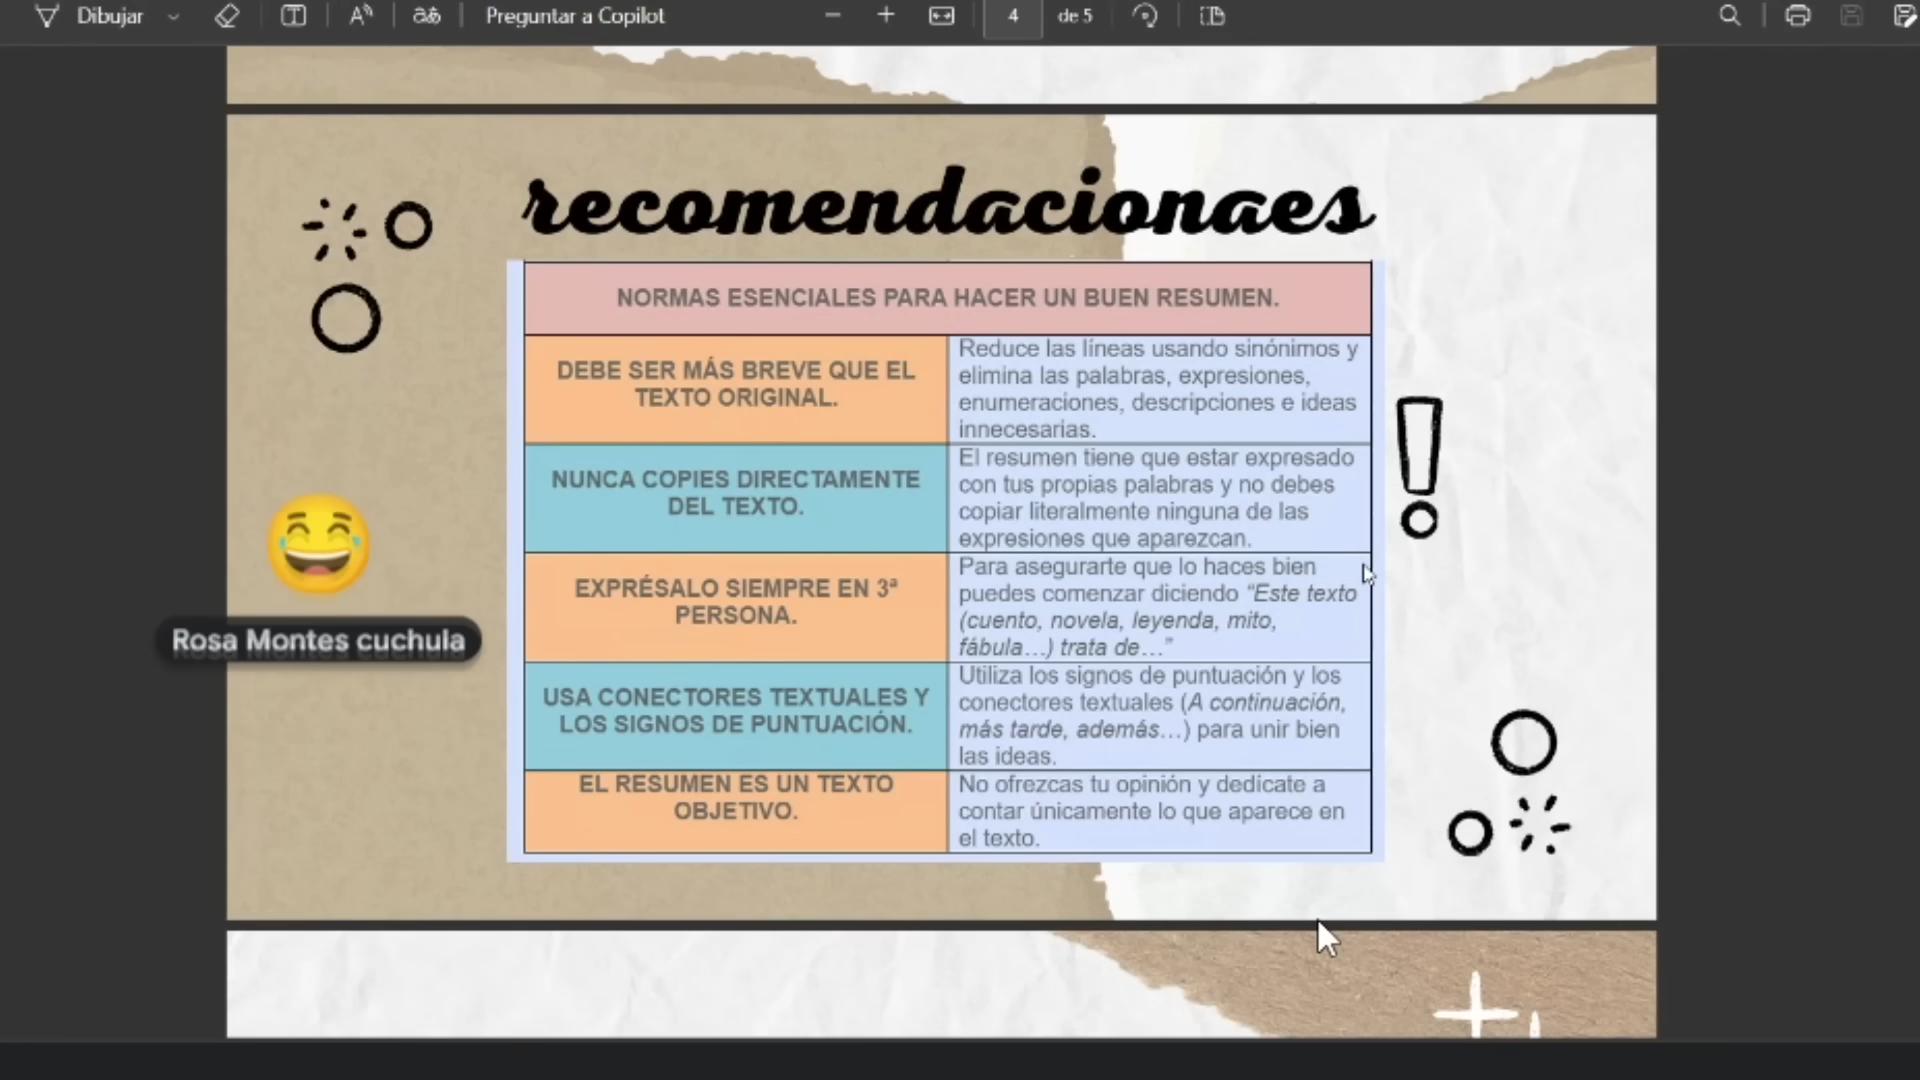 Dibujar
Preguntar a Copilot
4
de 5
recomendacionaes
NORMAS ESENCIALES PARA HACER UN BUEN RESUMEN.
DEBE SER MÁS BREVE QUE EL
TEXTO ORIGINAL.
Reduce las líneas usando sinónimos y
elimina las palabras, expresiones,
enumeraciones, descripciones e ideas
innecesarias.
NUNCA COPIES DIRECTAMENTE
DEL TEXTO.
El resumen tiene que estar expresado
con tus propias palabras y no debes
copiar literalmente ninguna de las
expresiones que aparezcan.
EXPRÉSALO SIEMPRE EN 3ª
PERSONA.
Para asegurarte que lo haces bien
puedes comenzar diciendo “Este texto
(cuento, novela, leyenda, mito,
fábula…) trata de…”
USA CONECTORES TEXTUALES Y
LOS SIGNOS DE PUNTUACIÓN.
Utiliza los signos de puntuación y los
conectores textuales (A continuación,
más tarde, además…) para unir bien
las ideas.
EL RESUMEN ES UN TEXTO
OBJETIVO.
No ofrezcas tu opinión y dedícate a
contar únicamente lo que aparece en
el texto.
Rosa Montes cuchula